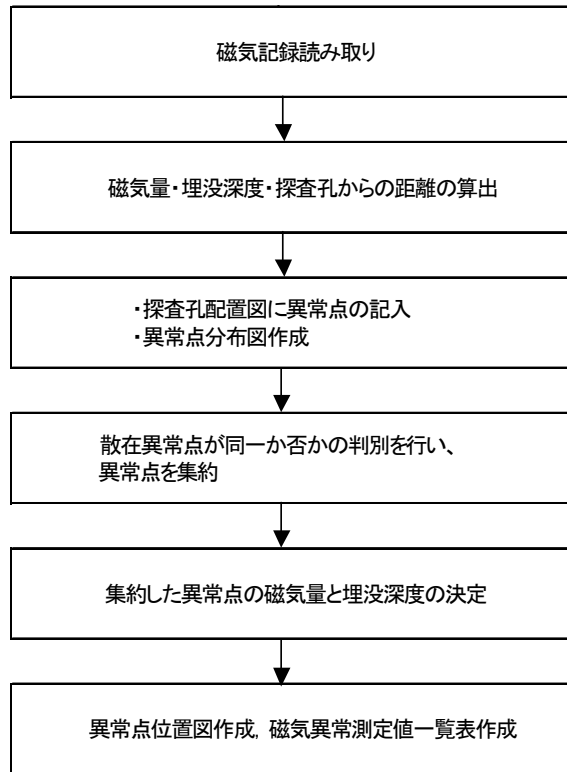 磁気記録読み取り
磁気量・埋没深度・探査孔からの距離の算出
・探査孔配置図に異常点の記入
・異常点分布図作成
散在異常点が同一か否かの判別を行い、
異常点を集約
集約した異常点の磁気量と埋没深度の決定
異常点位置図作成, 磁気異常測定値一覧表作成